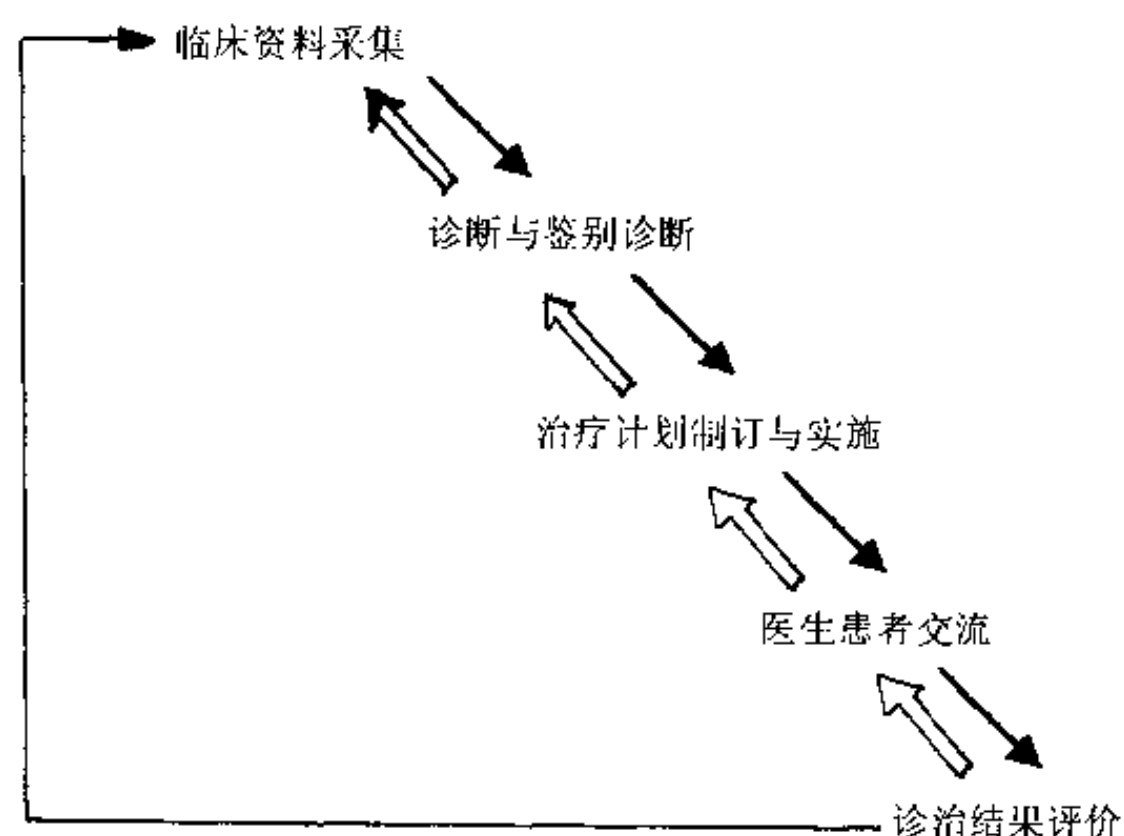 临床资料采集
诊断与鉴别诊断
治疗计划制订与实施
医生患者交流
诊治结果评价